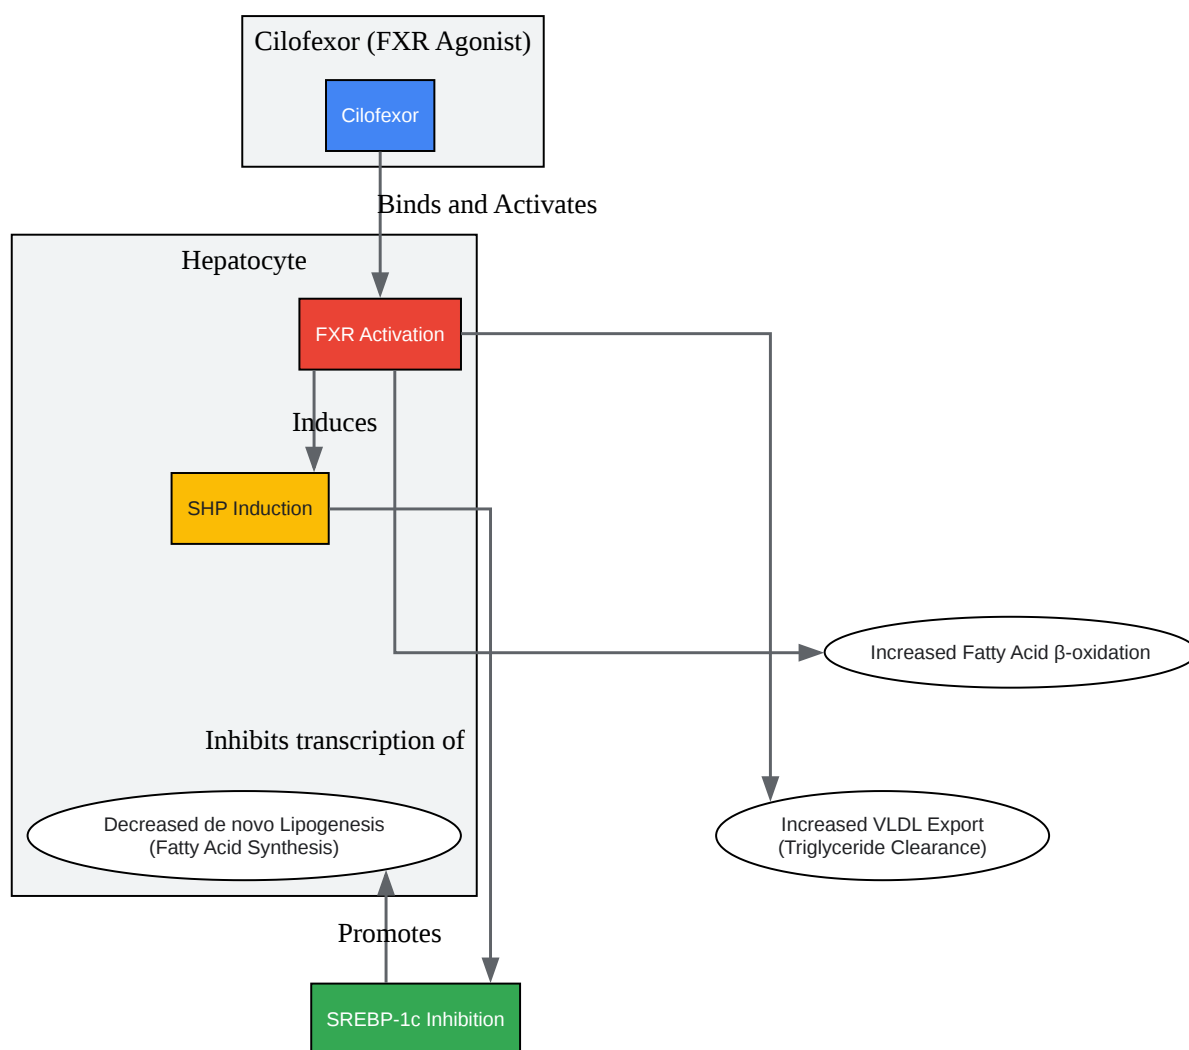 Cilofexor (FXR Agonist)
Cilofexor
Binds and Activates
Hepatocyte
FXR Activation
Induces
SHP Induction
Increased Fatty Acid β-oxidation
Inhibits transcription of
Decreased de novo Lipogenesis
(Fatty Acid Synthesis)
Increased VLDL Export
(Triglyceride Clearance)
Promotes
SREBP-1c Inhibition